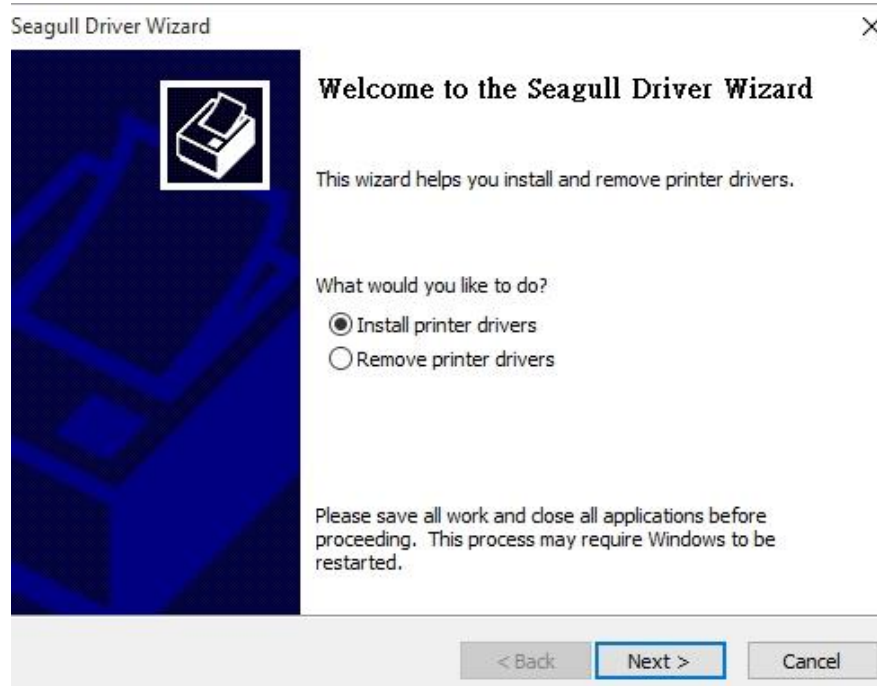 Seagull Driver Wizard
Welcome to the Seagull Driver Wizard
This wizard helps you install and remove printer drivers.
What would you like to do?
Install printer drivers
Remove printer drivers
Please save all work and close all applications before
proceeding. This process may require Windows to be
restarted.
< Back Next > Cancel